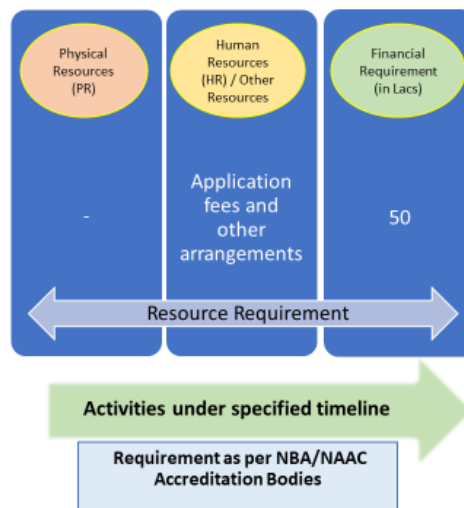 Physical
Resources
(PR)
Human
Resources
(HR) / Other
Resources
Financial
Requirement
(in Lacs)
-
Application
fees and
other
arrangements
50
Resource Requirement
Activities under specified timeline
Requirement as per NBA/NAAC
Accreditation Bodies